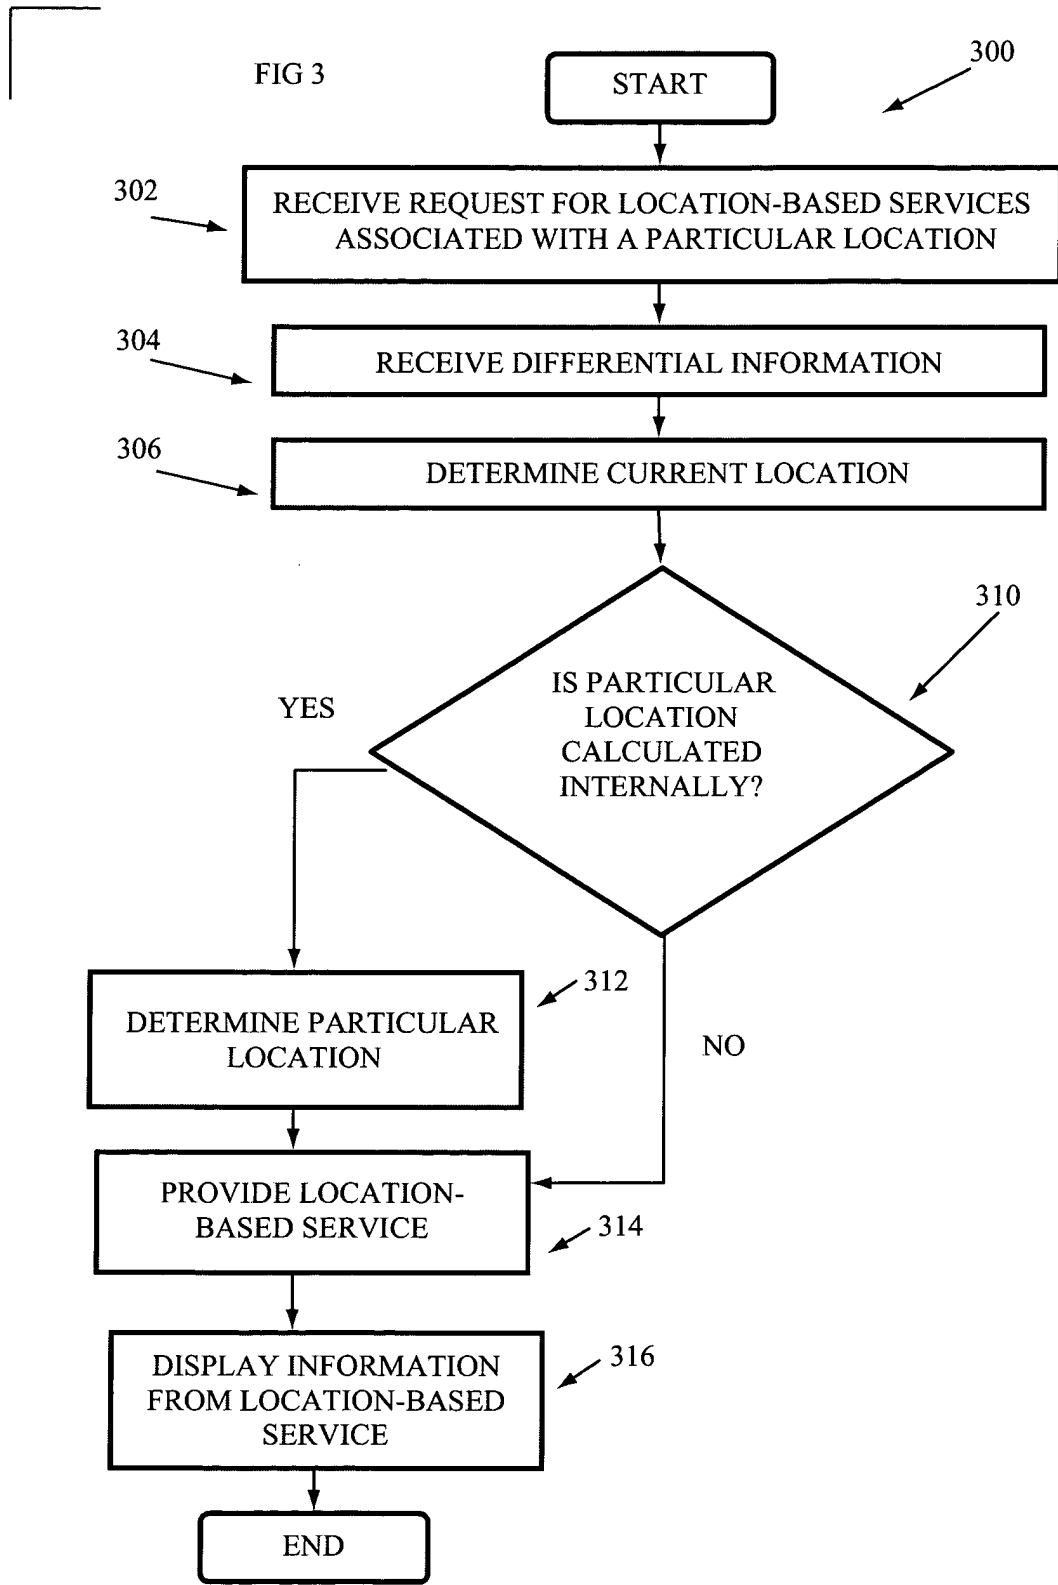 FIG 3
START
300
302
RECEIVE REQUEST FOR LOCATION-BASED SERVICES
ASSOCIATED WITH A PARTICULAR LOCATION
304
RECEIVE DIFFERENTIAL INFORMATION
306
DETERMINE CURRENT LOCATION
310
IS PARTICULAR
LOCATION
CALCULATED
INTERNALLY?
YES
312
DETERMINE PARTICULAR
LOCATION
NO
PROVIDE LOCATION-
BASED SERVICE
314
316
DISPLAY INFORMATION
FROM LOCATION-BASED
SERVICE
END